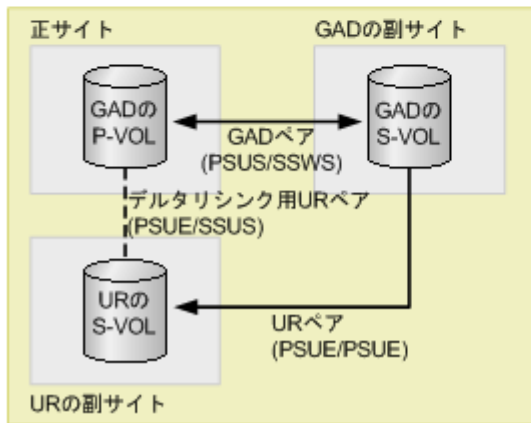 正サイト
GADの副サイト
GADの
P-VOL
GADの
S-VOL
GADペア
(PSUS/SSWS)
デルタリシンク用URペア
(PSUE/SSUS)
URの
S-VOL
URペア
(PSUE/PSUE)
URの副サイト